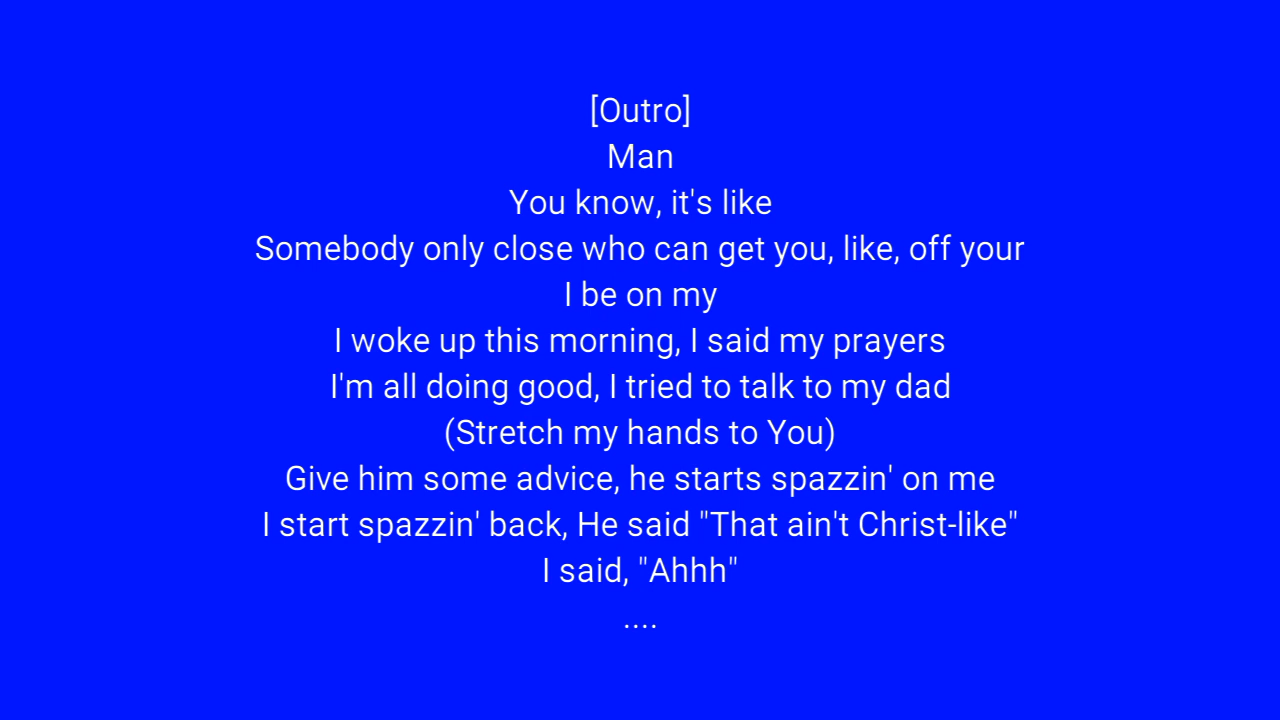 [Outro]
Man
You know, it's like
Somebody only close who can get you, like, off your
I be on my
I woke up this morning, I said my prayers
I'm all doing good, I tried to talk to my dad
(Stretch my hands to You)
Give him some advice, he starts spazzin' on me
I start spazzin' back, He said "That ain't Christ-like"
I said, "Ahhh"
....